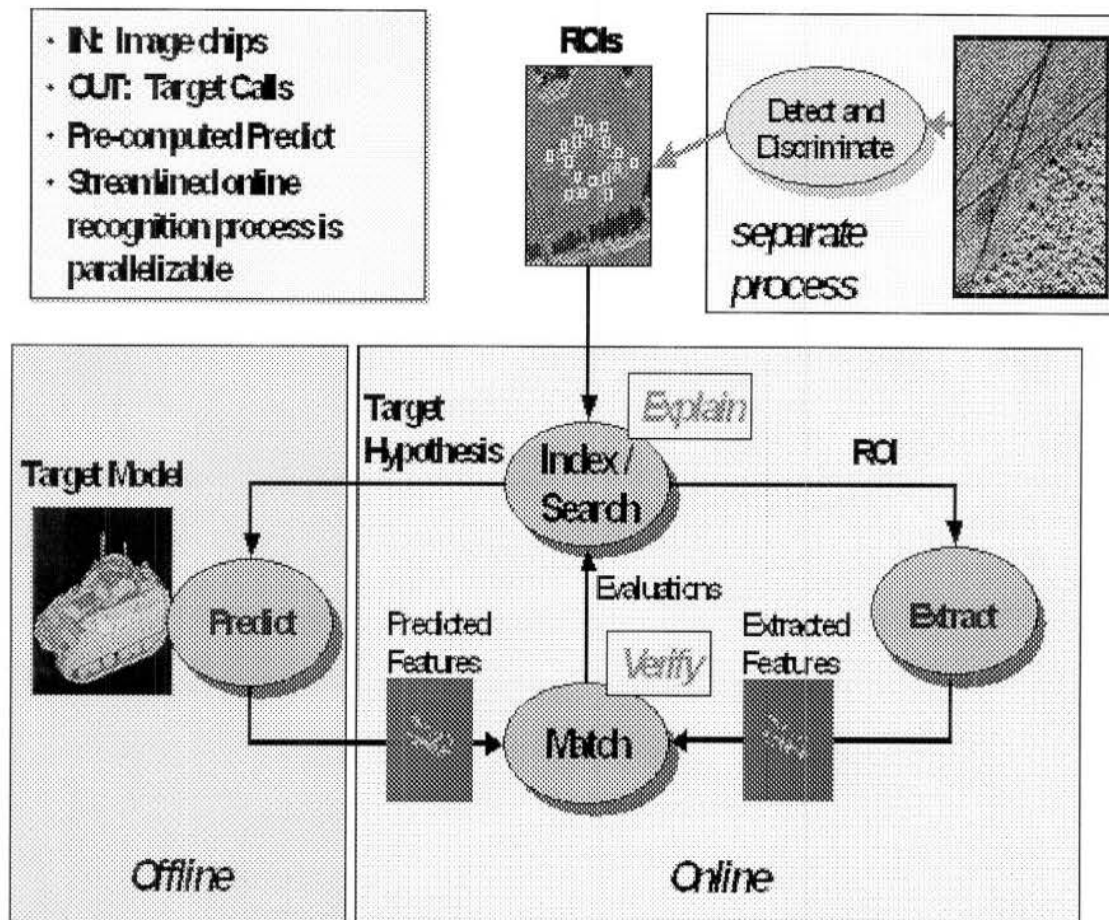 · IN: Image chips
· OUT: Target Calls
· Pre-computed Predict
· Streamlined online
recognition process is
parallelizable
ROIs
Detect and
Discriminate
separate
process
Target
Hypothesis
Explain
Index /
Search
ROI
Target Model
Predict
Evaluations
Predicted
Features
Verify
Extracted
Features
Extract
Match
Offline
Online